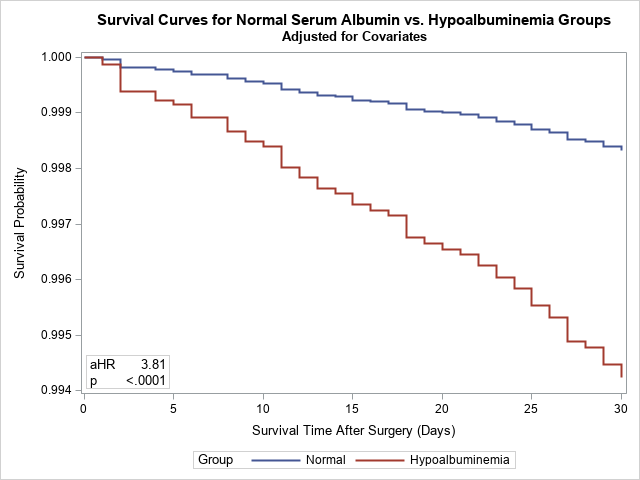 Survival Curves for Normal Serum Albumin vs. Hypoalbuminemia Groups
Adjusted for Covariates
1.000
0.999
0.998
0.997
0.996
0.995
0.994
Survival Probability
aHR 3.81
p <.0001
0 5 10 15 20 25 30
Survival Time After Surgery (Days)
Group Normal Hypoalbuminemia